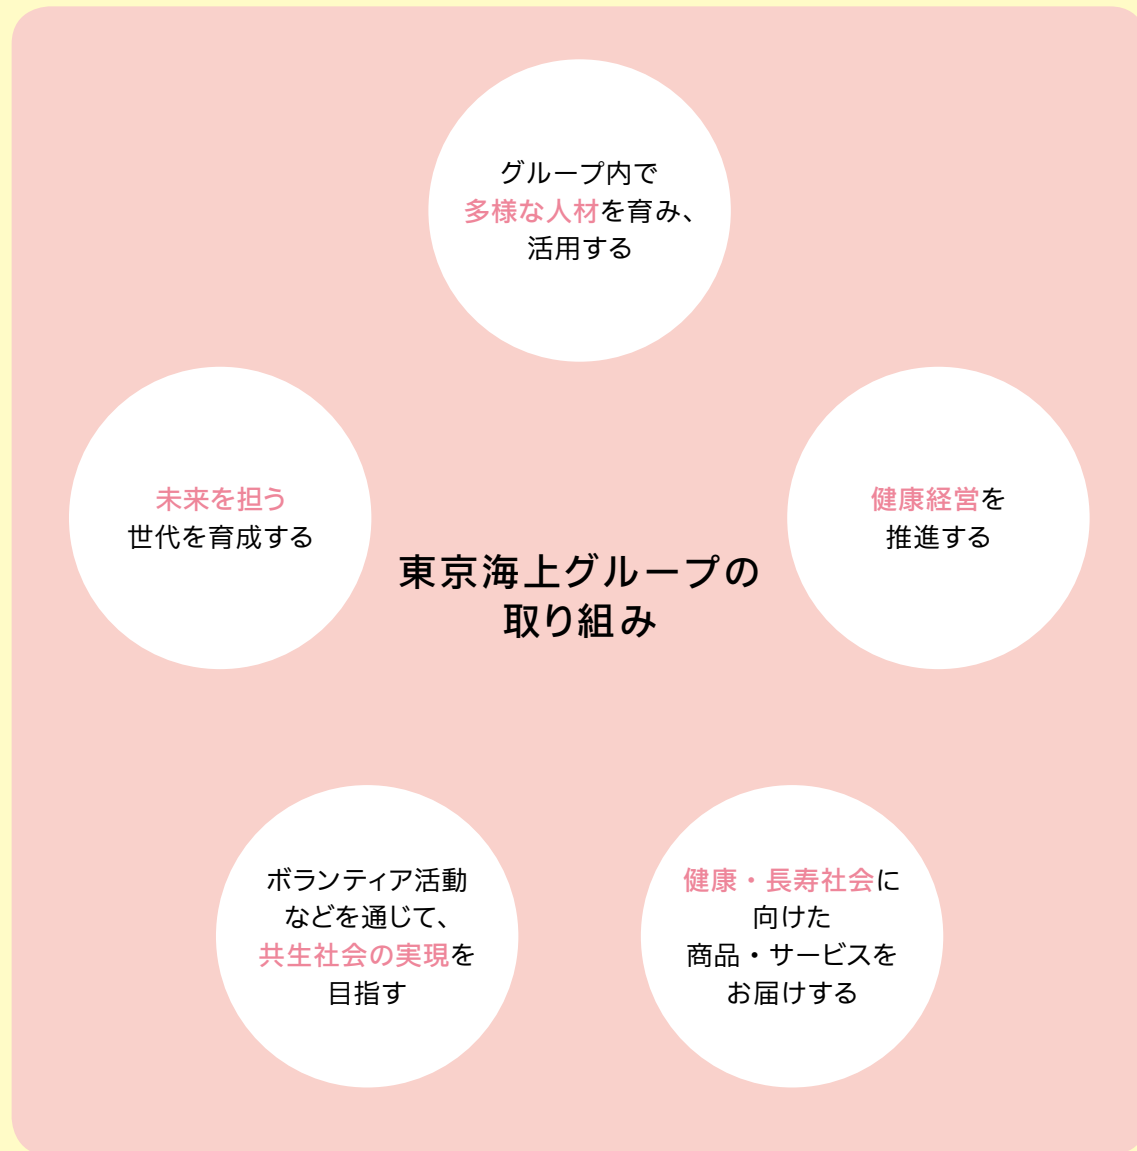 グループ内で
多様な人材を育み、
活用する
未来を担う
世代を育成する
健康経営を
推進する
東京海上グループの
取り組み
ボランティア活動
などを通じて、
共生社会の実現を
目指す
健康・長寿社会に
向けた
商品・サービスを
お届けする